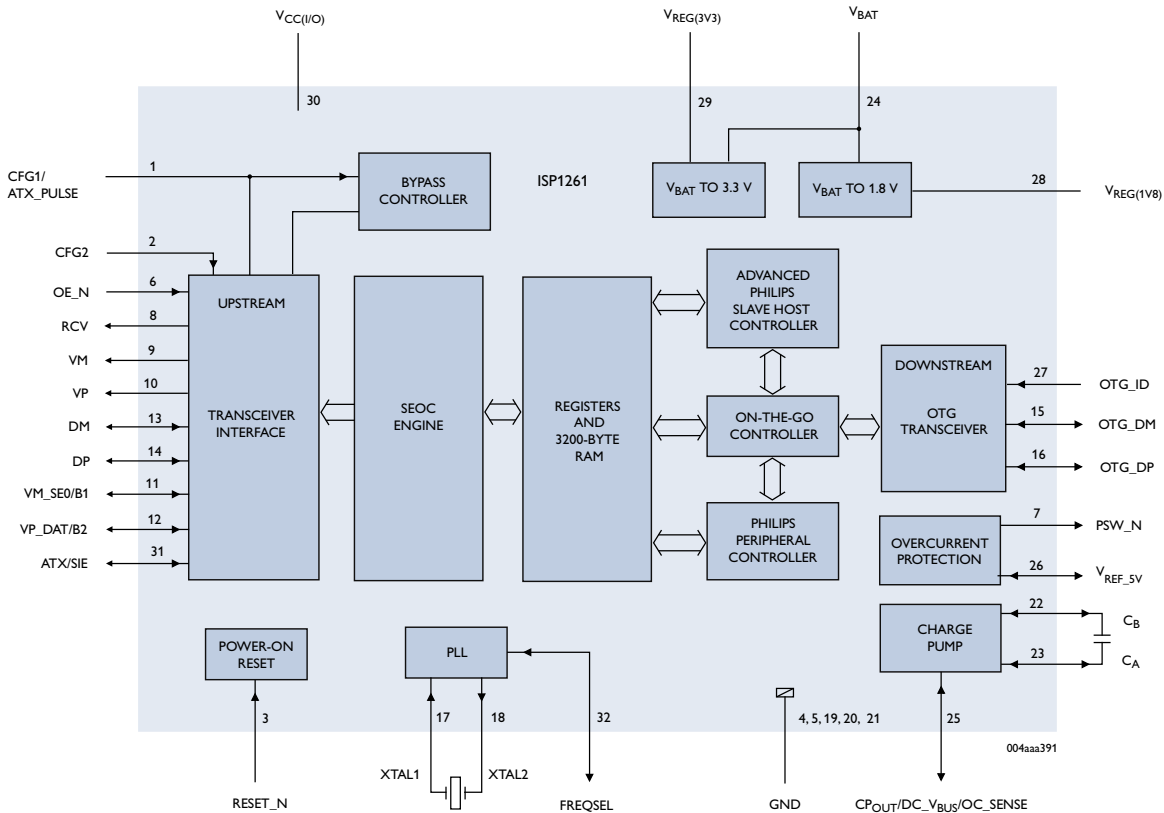 VCC(I/O)
VREG(3V3)
VBAT
30
29
24
1
CFG1/
ATX_PULSE
BYPASS
CONTROLLER
ISP1261
VBAT TO 3.3 V
VBAT TO 1.8 V
28
VREG(1V8)
CFG2
2
OE_N
6
RCV
8
VM
9
VP
10
DM
13
DP
14
VM_SE0/B1
11
VP_DAT/B2
12
ATX/SIE
31
UPSTREAM
TRANSCEIVER
INTERFACE
SEOC
ENGINE
REGISTERS
AND
3200-BYTE
RAM
ADVANCED
PHILIPS
SLAVE HOST
CONTROLLER
ON-THE-GO
CONTROLLER
PHILIPS
PERIPHERAL
CONTROLLER
DOWNSTREAM
OTG
TRANSCEIVER
27
OTG_ID
15
OTG_DM
16
OTG_DP
OVERCURRENT
PROTECTION
7
PSW_N
26
VREF_5V
CHARGE
PUMP
22
CB
23
CA
POWER-ON
RESET
PLL
3
17
18
32
4, 5, 19, 20, 21
25
004aaa391
XTAL1
XTAL2
RESET_N
FREQSEL
GND
CPOUT/DC_VBUS/OC_SENSE